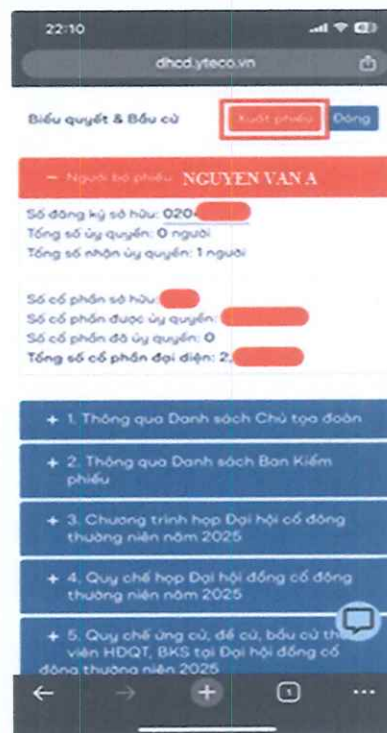 22:10
dhcd.yteco.vn
Biểu quyết & Bầu cử
Xuất phiếu
Đóng
− Người bỏ phiếu NGUYEN VAN A
Số đăng ký sở hữu: 020
Tổng số ủy quyền: 0 người
Tổng số nhận ủy quyền: 1 người
Số cổ phần sở hữu:
Số cổ phần được ủy quyền:
Số cổ phần đã ủy quyền: 0
Tổng số cổ phần đại diện: 2,
+ 1. Thông qua Danh sách Chủ tọa đoàn
+ 2. Thông qua Danh sách Ban Kiểm
phiếu
+ 3. Chương trình họp Đại hội cổ đông
thường niên năm 2025
+ 4. Quy chế họp Đại hội đồng cổ đông
thường niên năm 2025
+ 5. Quy chế ứng cử, đề cử, bầu cử
viên HDQT, BKS tại Đại hội đồng cổ
đông thường niên 2025
1